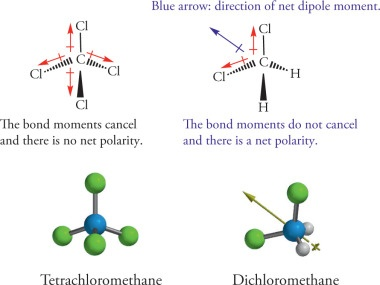 Blue arrow: direction of net dipole moment.
Cl
Cl
C
C
Cl
Cl
Cl
H
Cl
H
The bond moments cancel
and there is no net polarity.
The bond moments do not cancel
and there is a net polarity.
Tetrachloromethane
Dichloromethane